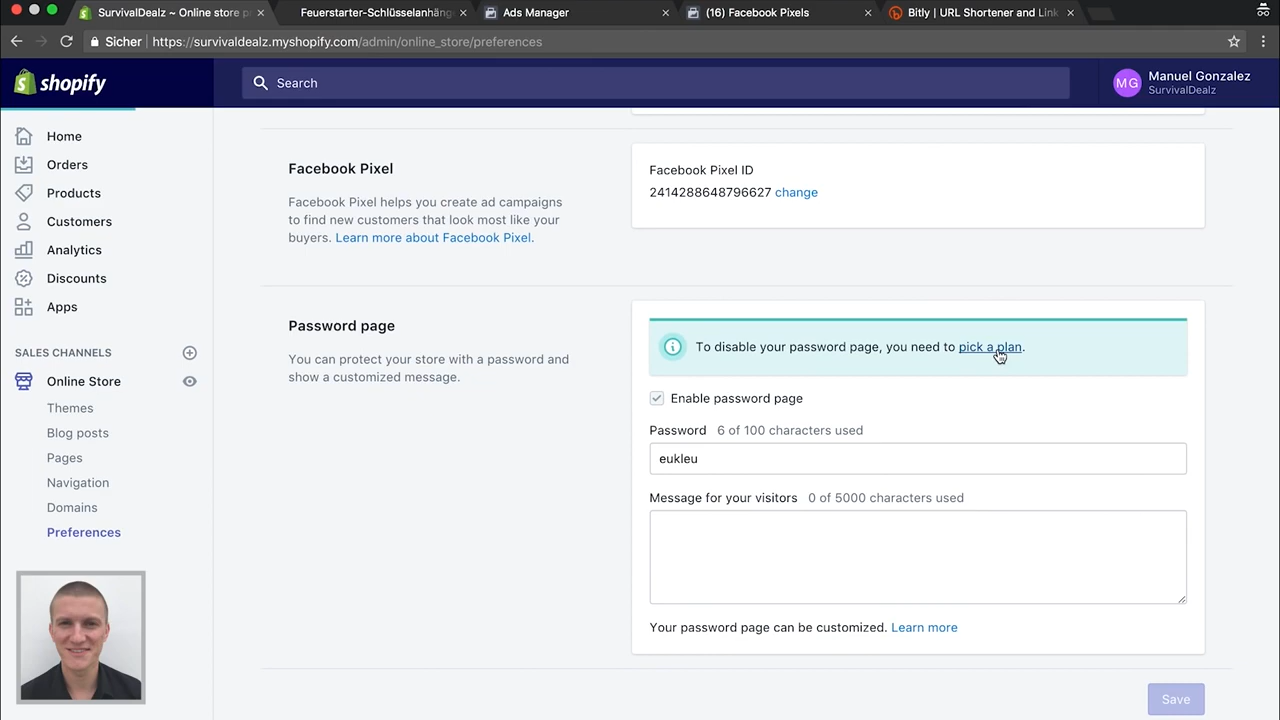 SurvivalDealz ~ Online store p
Feuerstarter-Schlüsselanhäng
Ads Manager
(16) Facebook Pixels
Bitly | URL Shortener and Link
Sicher https://survivaldealz.myshopify.com/admin/online_store/preferences
shopify
Search
MG
Manuel Gonzalez
SurvivalDealz
Home
Orders
Products
Customers
Analytics
Discounts
Apps
SALES CHANNELS
Online Store
Themes
Blog posts
Pages
Navigation
Domains
Preferences
Facebook Pixel
Facebook Pixel helps you create ad campaigns
to find new customers that look most like your
buyers. Learn more about Facebook Pixel.
Facebook Pixel ID
2414288648796627 change
Password page
You can protect your store with a password and
show a customized message.
To disable your password page, you need to pick a plan.
Enable password page
Password 6 of 100 characters used
eukleu
Message for your visitors 0 of 5000 characters used
Your password page can be customized. Learn more
Save